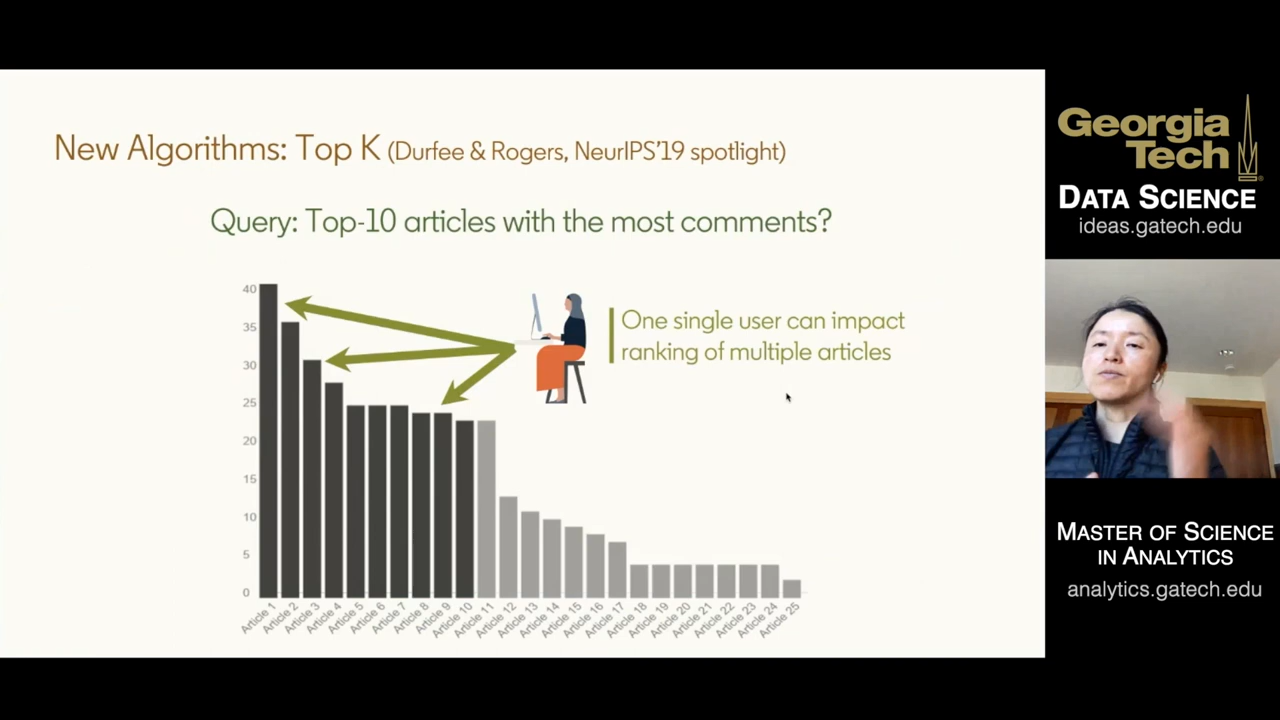 New Algorithms: Top K (Durfee & Rogers, NeurIPS'19 spotlight)
Query: Top-10 articles with the most comments?
One single user can impact
ranking of multiple articles
40
35
30
25
20
15
10
5
0
Article 1
Article 2
Article 3
Article 4
Article 5
Article 6
Article 7
Article 8
Article 9
Article 10
Article 11
Article 12
Article 13
Article 14
Article 15
Article 16
Article 17
Article 18
Article 19
Article 20
Article 21
Article 22
Article 23
Article 24
Article 25
Georgia
Tech
DATA SCIENCE
ideas.gatech.edu
MASTER OF SCIENCE
IN ANALYTICS
analytics.gatech.edu